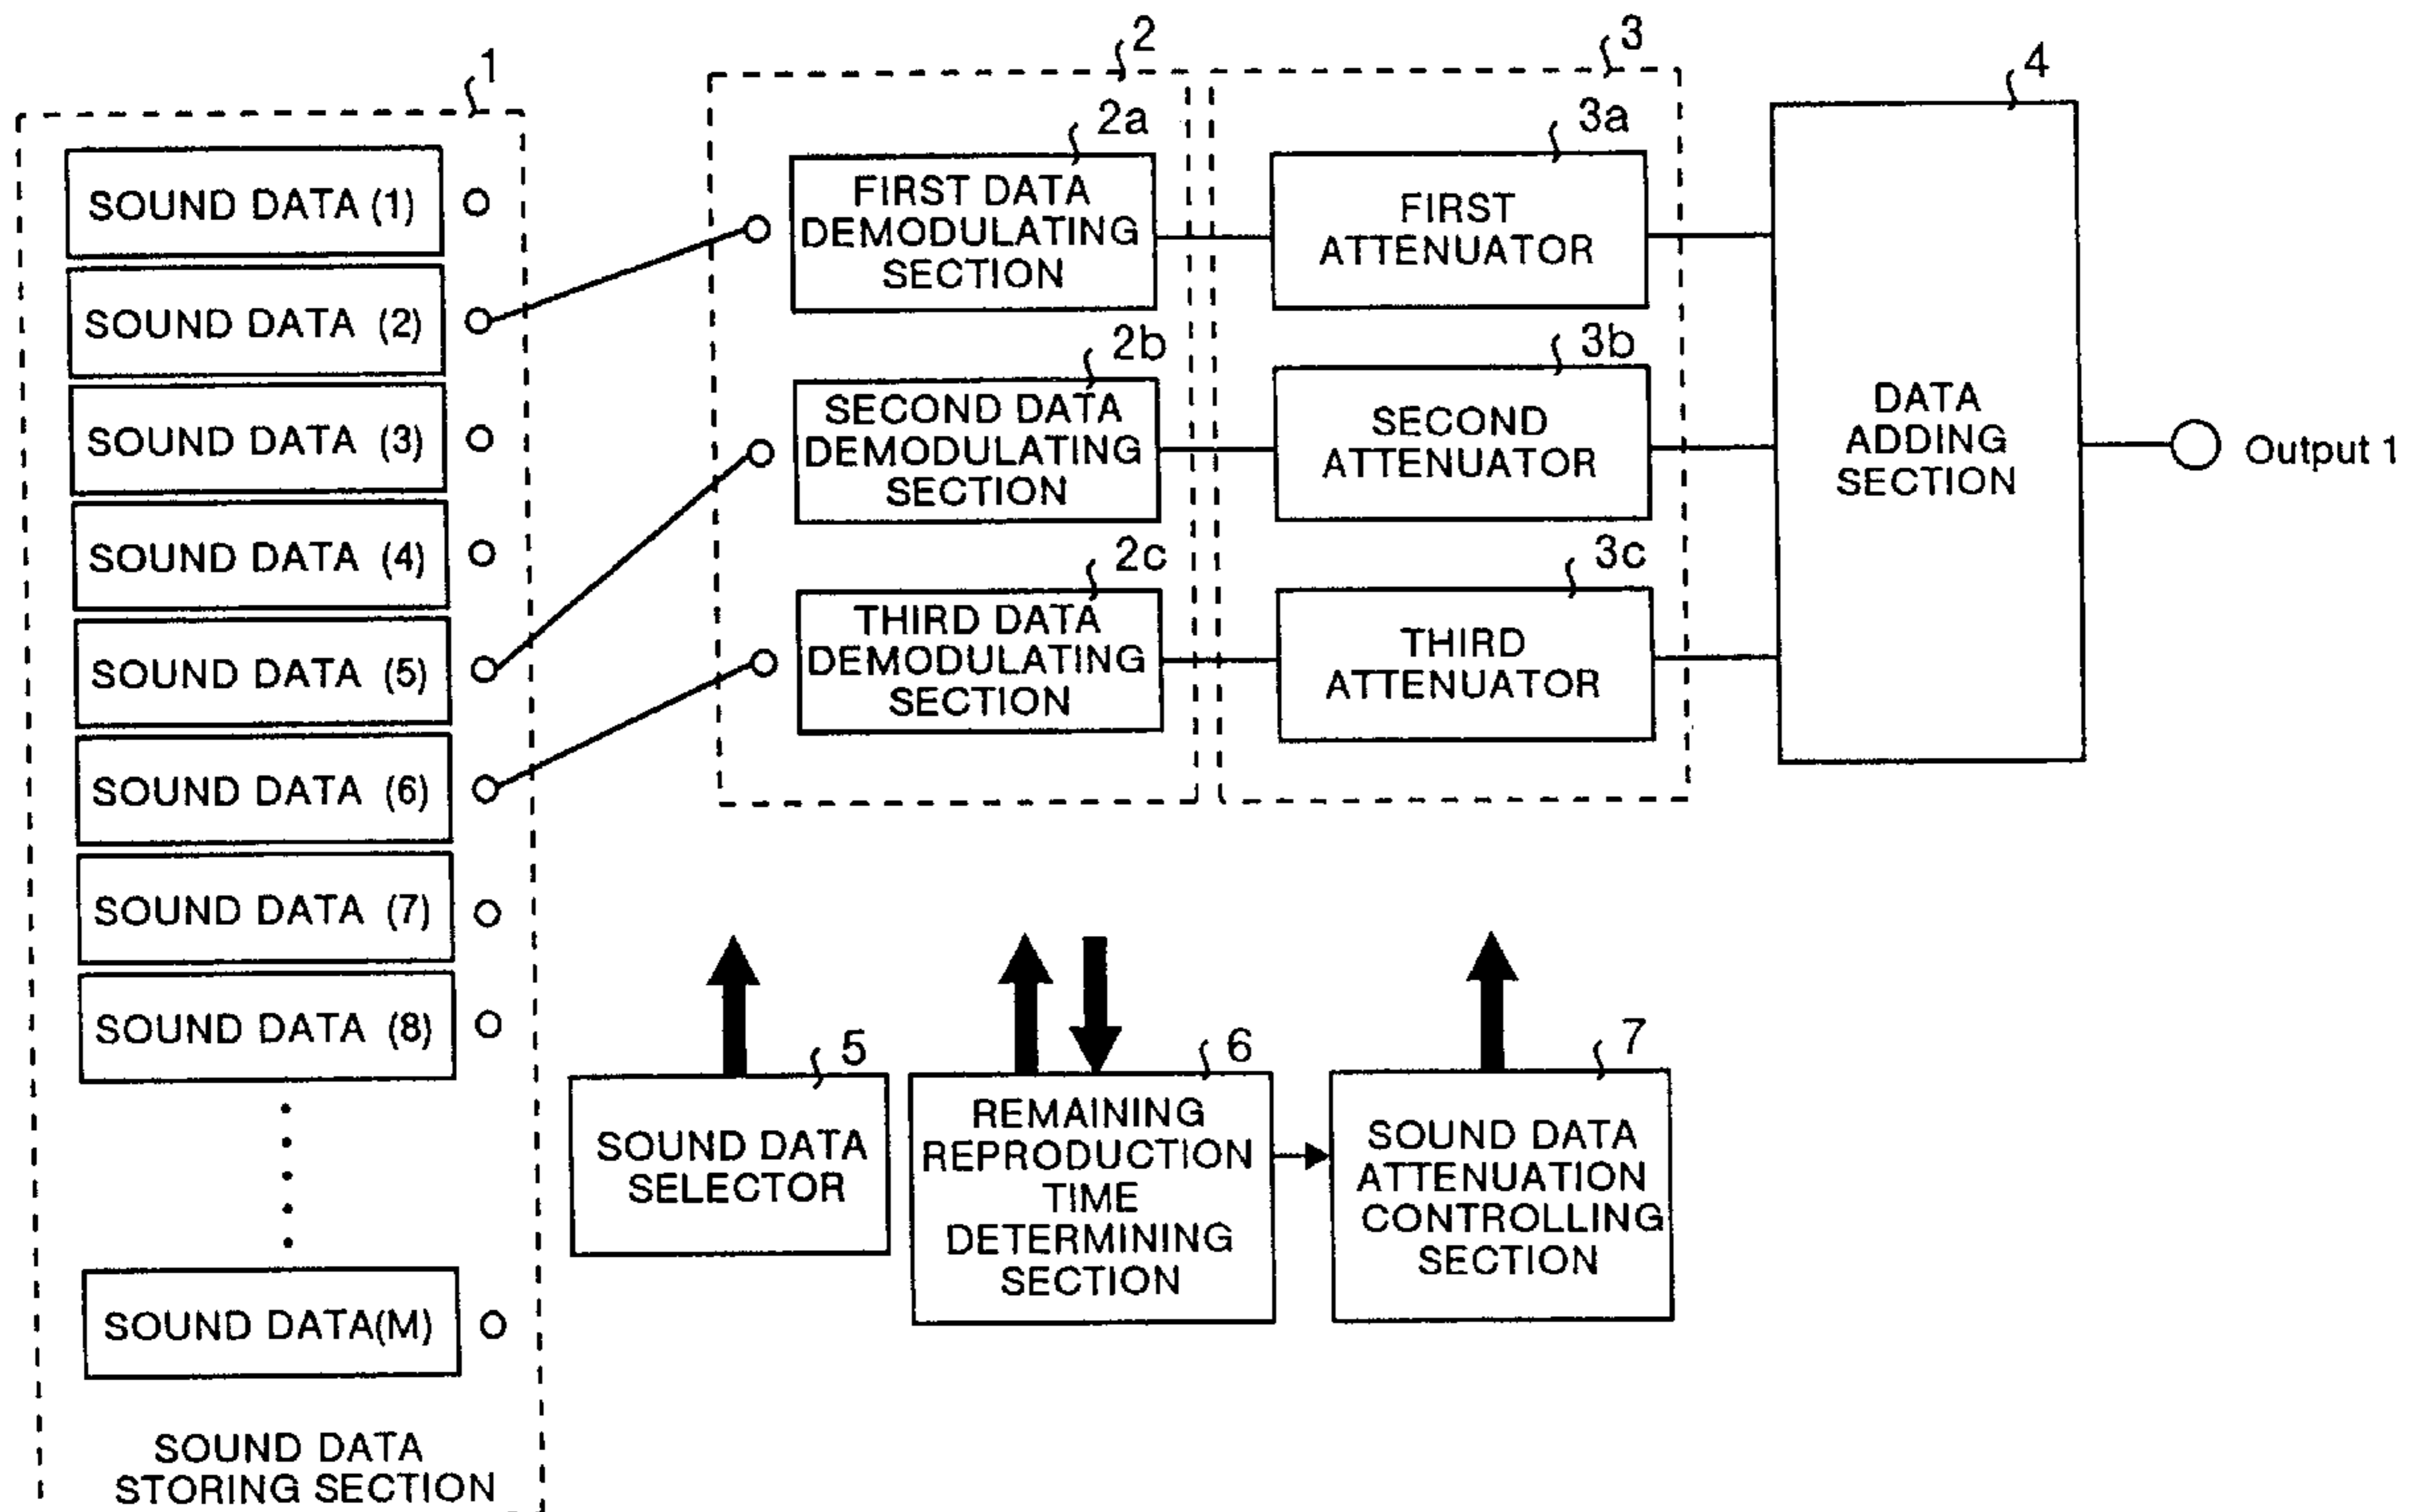 1
SOUND DATA (1)
SOUND DATA (2)
SOUND DATA (3)
SOUND DATA (4)
SOUND DATA (5)
SOUND DATA (6)
SOUND DATA (7)
SOUND DATA (8)
SOUND DATA(M)
SOUND DATA
STORING SECTION
2
2a
FIRST DATA
DEMODULATING
SECTION
2b
SECOND DATA
DEMODULATING
SECTION
2c
THIRD DATA
DEMODULATING
SECTION
3
3a
FIRST
ATTENUATOR
3b
SECOND
ATTENUATOR
3c
THIRD
ATTENUATOR
4
DATA
ADDING
SECTION
Output 1
5
SOUND DATA
SELECTOR
6
REMAINING
REPRODUCTION
TIME
DETERMINING
SECTION
7
SOUND DATA
ATTENUATION
CONTROLLING
SECTION